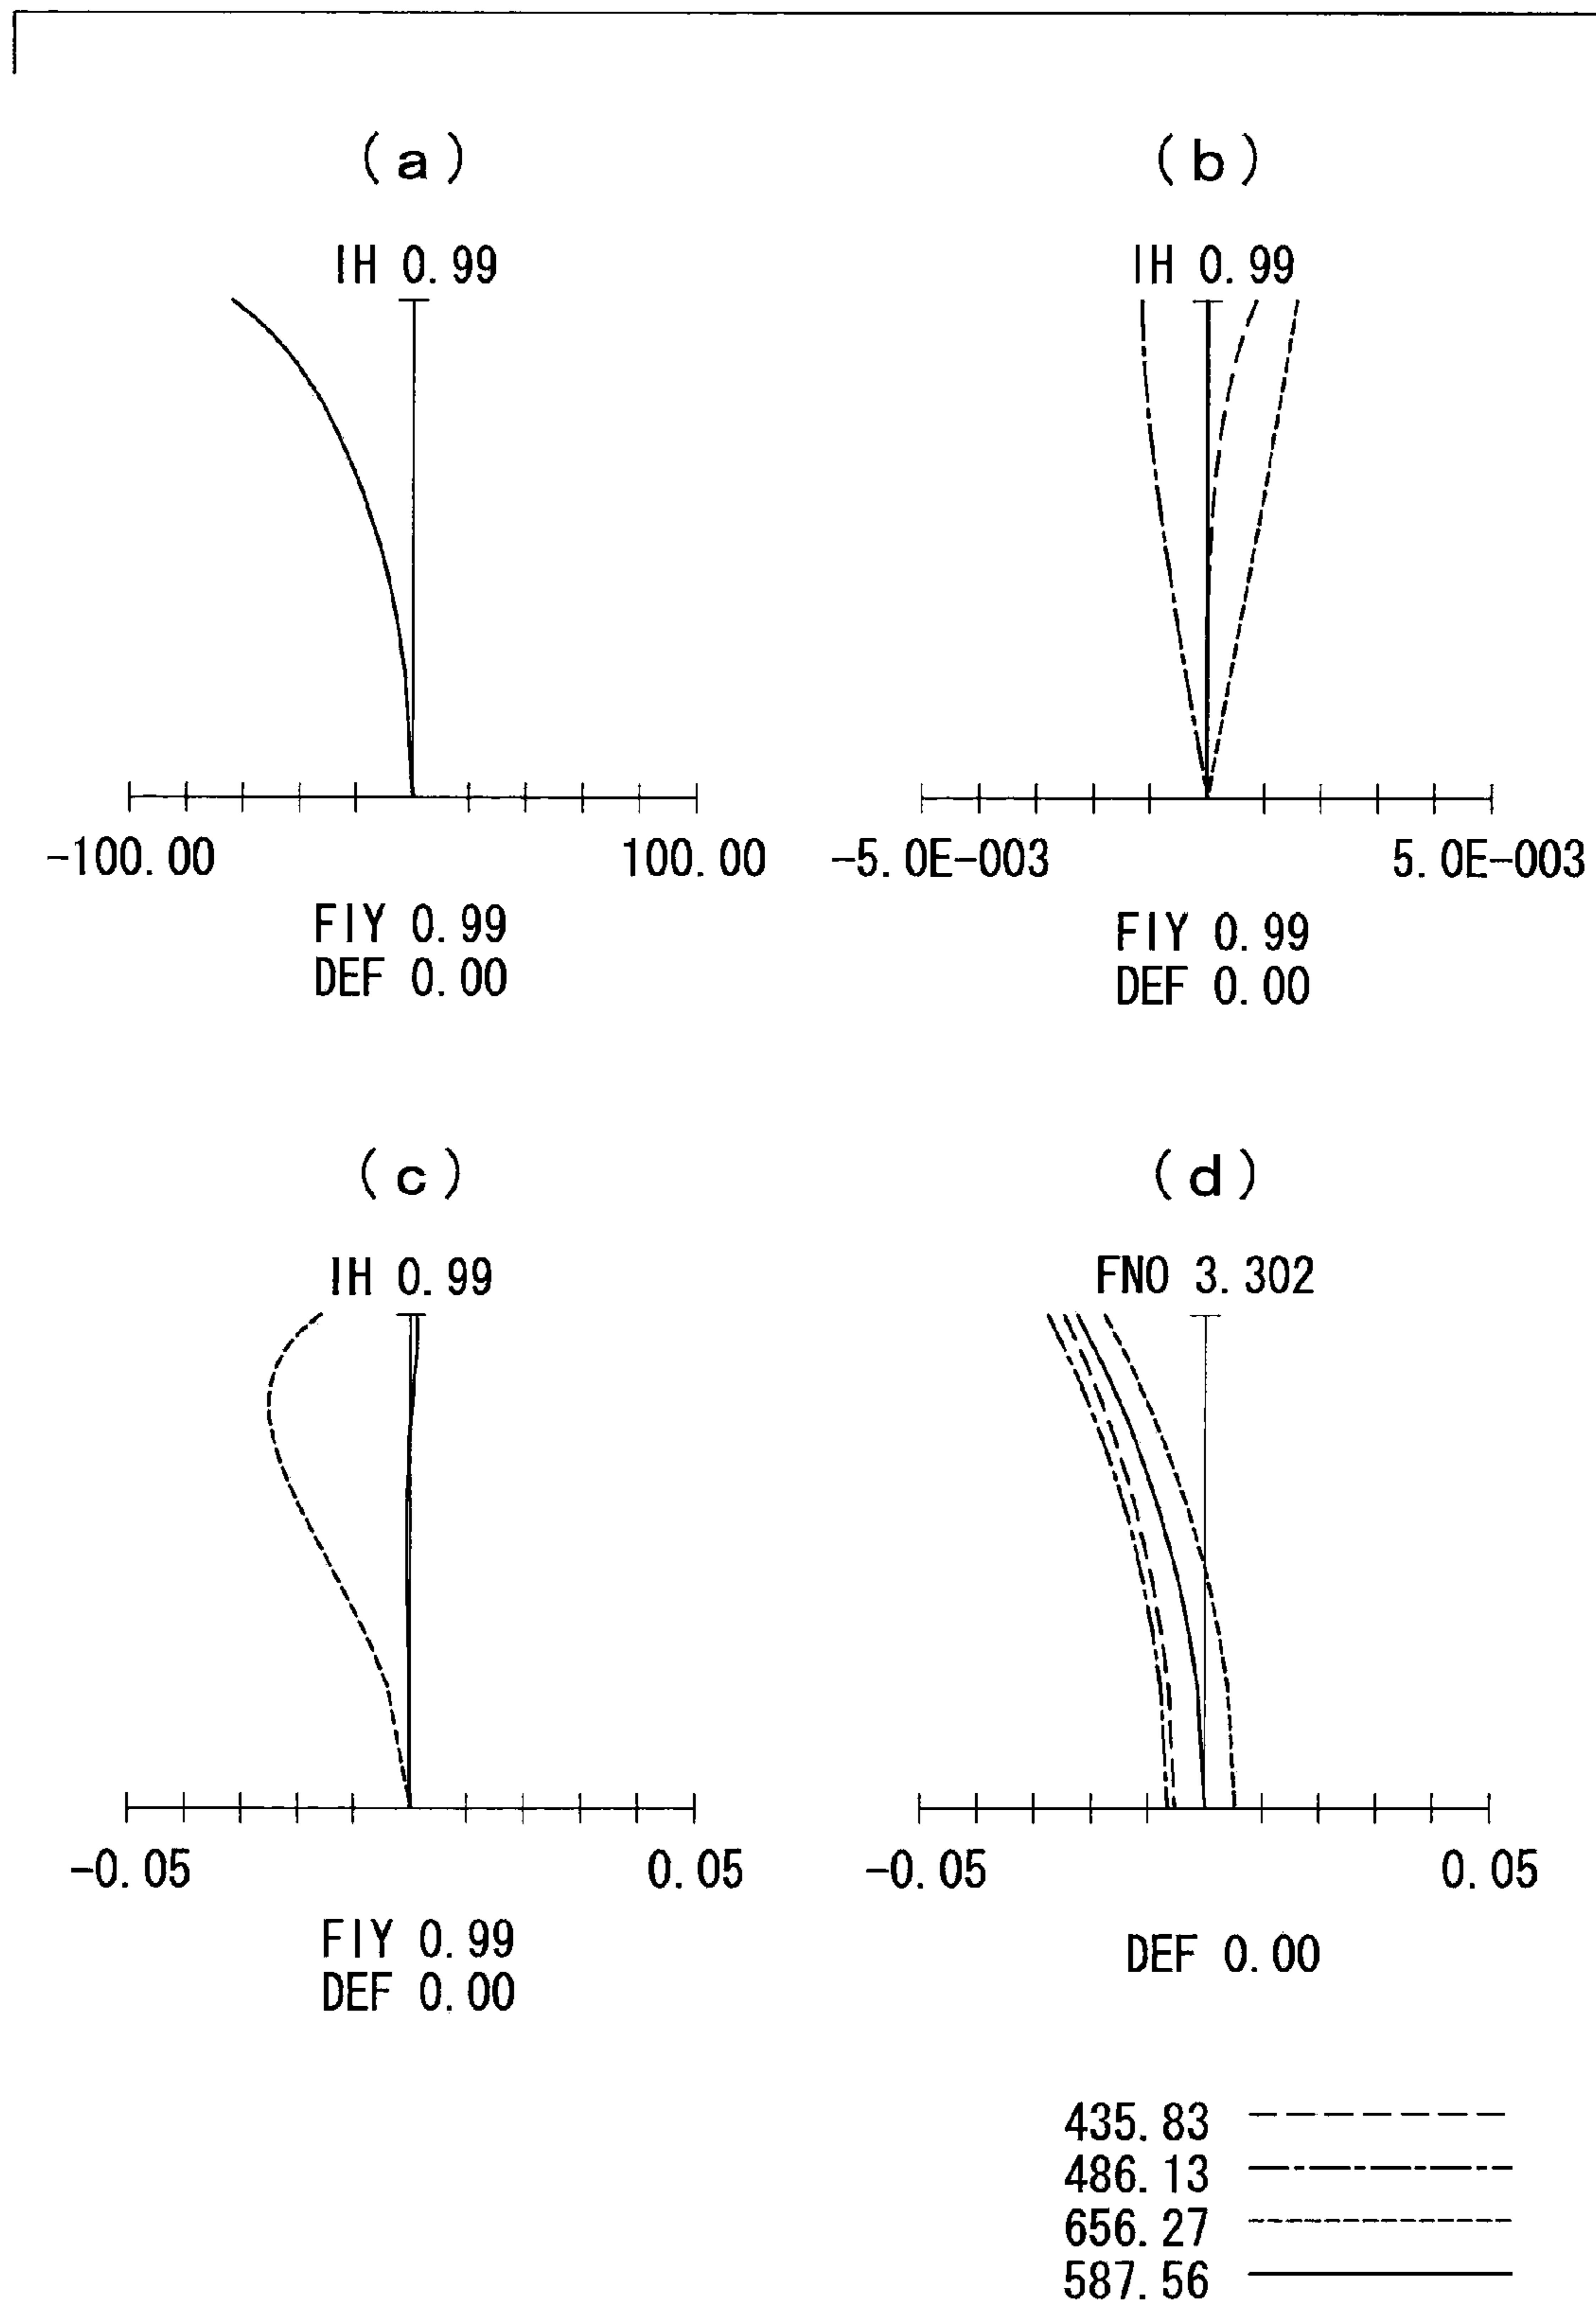 (a)
IH 0.99
-100.00 100.00
FIY 0.99
DEF 0.00
(b)
IH 0.99
-5.0E-003 5.0E-003
FIY 0.99
DEF 0.00
(c)
IH 0.99
-0.05 0.05
FIY 0.99
DEF 0.00
(d)
FNO 3.302
-0.05 0.05
DEF 0.00
435.83
486.13
656.27
587.56